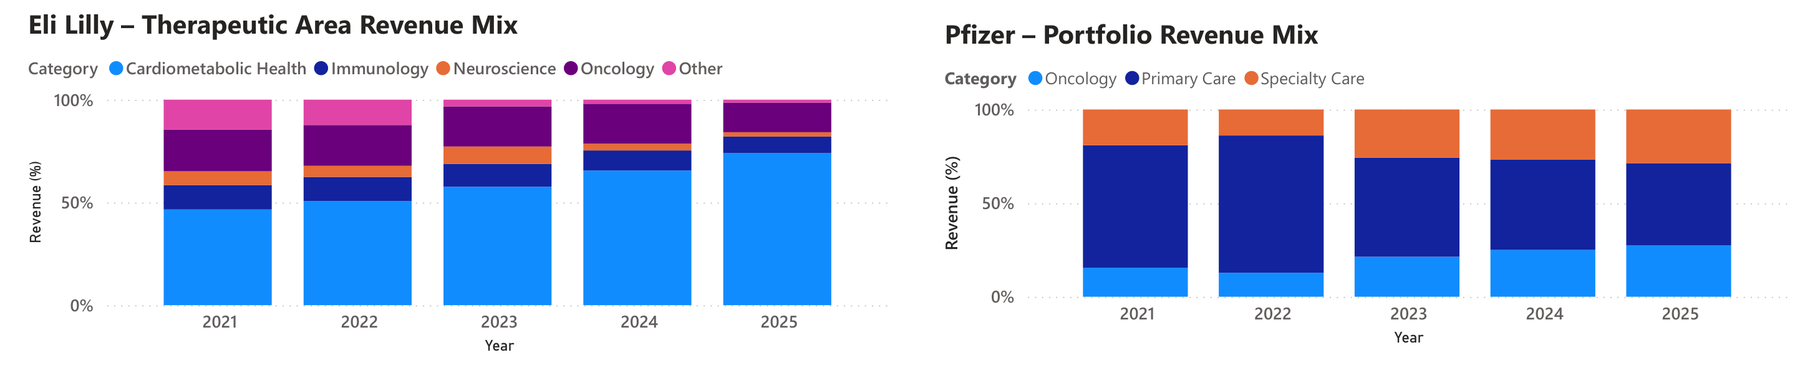 Eli Lilly – Therapeutic Area Revenue Mix
Category Cardiometabolic Health Immunology Neuroscience Oncology Other
Revenue (%)
100%
50%
0%
2021 2022 2023 2024 2025
Year
Pfizer – Portfolio Revenue Mix
Category Oncology Primary Care Specialty Care
Revenue (%)
100%
50%
0%
2021 2022 2023 2024 2025
Year